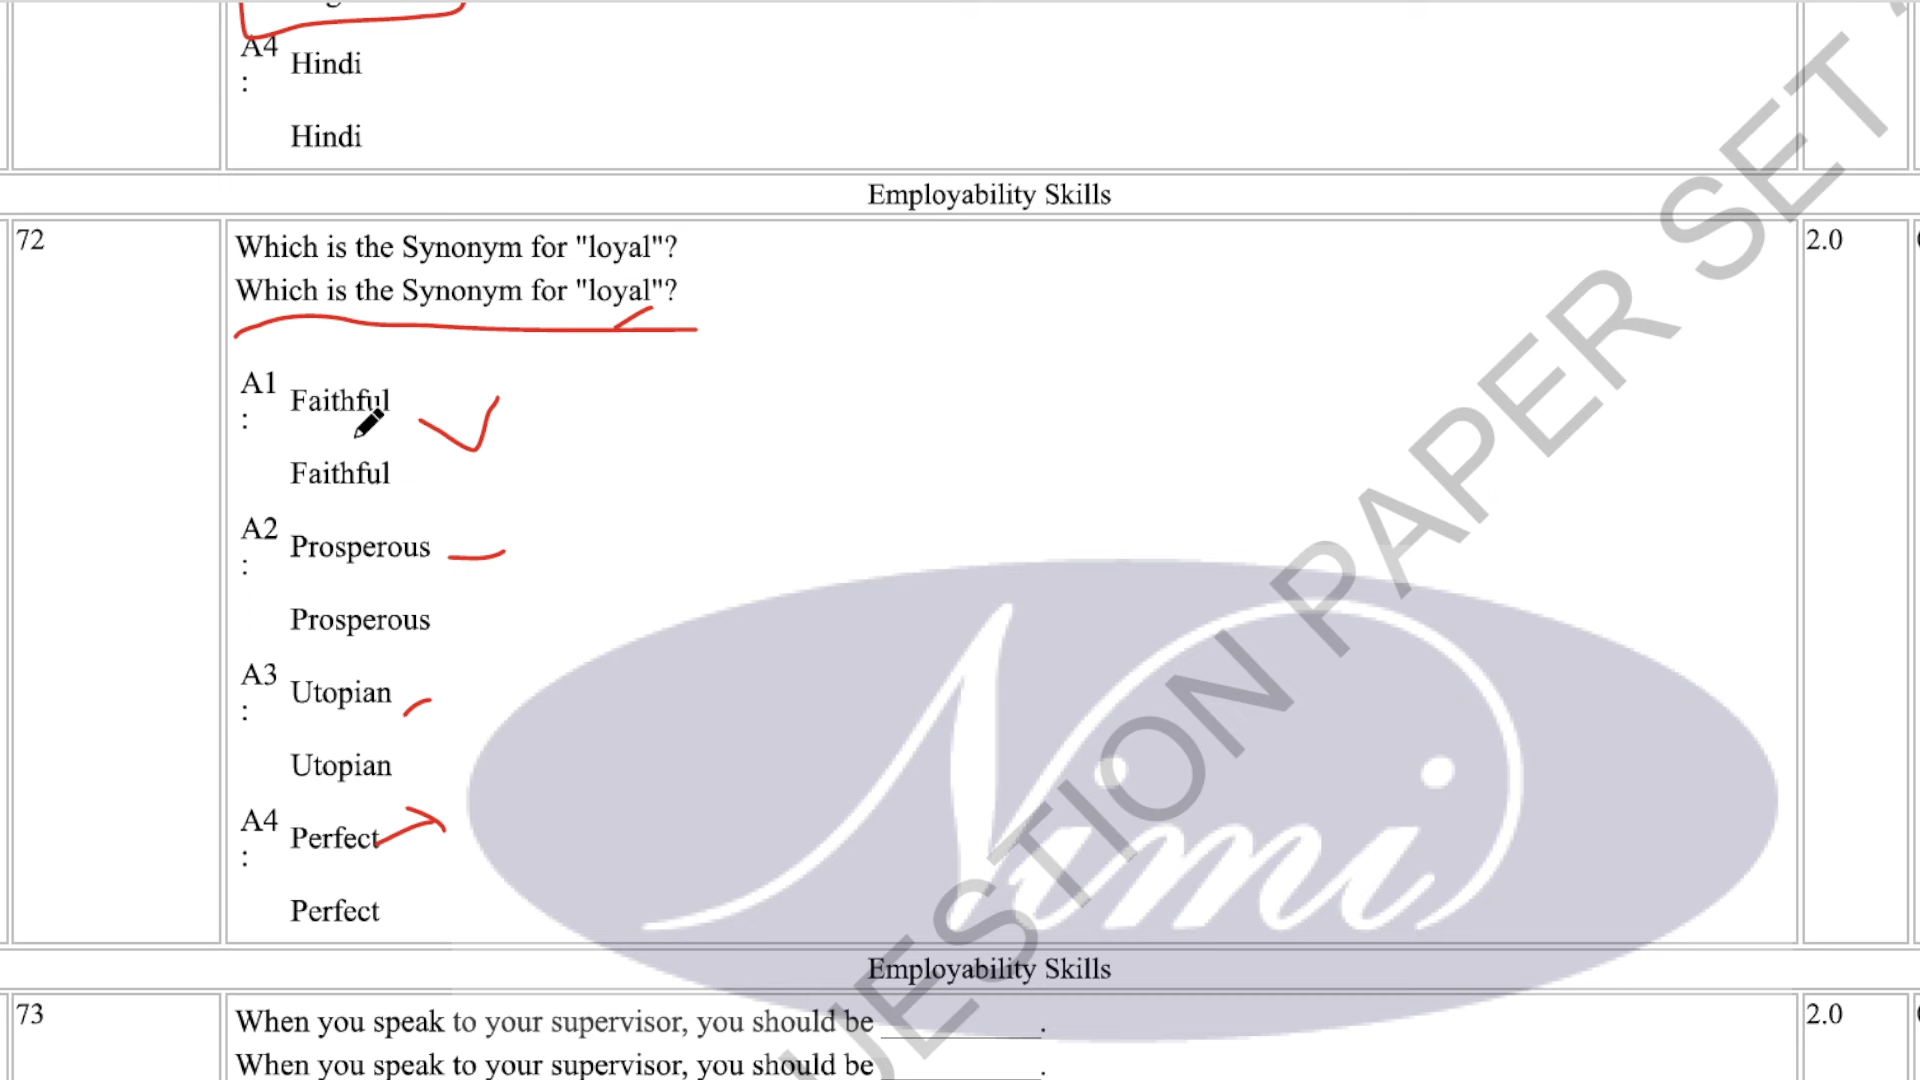 A4
:
Hindi
Hindi
Employability Skills
72
Which is the Synonym for "loyal"?
2.0
Which is the Synonym for "loyal"?
A1
:
Faithful
Faithful
A2
:
Prosperous
Prosperous
A3
:
Utopian
Utopian
A4
:
Perfect
Perfect
Employability Skills
73
When you speak to your supervisor, you should be __________.
2.0
When you speak to your supervisor, you should be __________.
Nimi
QUESTION PAPER SET